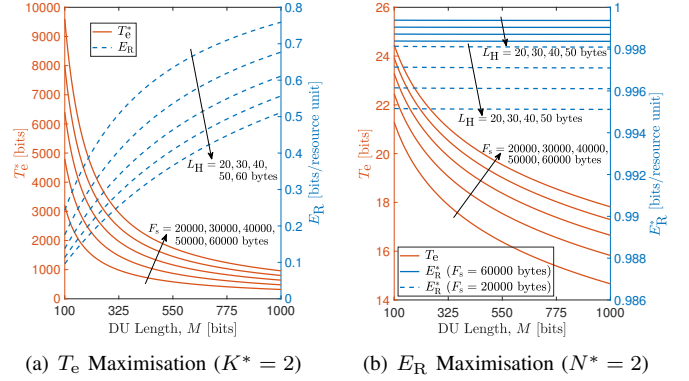 10000
9000
8000
7000
6000
5000
4000
3000
2000
1000
0
T*e [bits]
T*e
ER
LH = 20,30,40,
50,60 bytes
Fs = 20000, 30000, 40000,
50000, 60000 bytes
0.8
0.7
0.6
0.5
0.4
0.3
0.2
0.1
0
ER [bits/resource unit]
100 325 550 775 1000
DU Length, M [bits]
(a) Te Maximisation (K* = 2)
26
24
22
20
18
16
14
Te [bits]
LH = 20,30,40,50 bytes
LH = 20,30,40,50 bytes
Fs = 20000, 30000, 40000,
50000, 60000 bytes
Te
E*R (Fs = 60000 bytes)
E*R (Fs = 20000 bytes)
1
0.998
0.996
0.995
0.992
0.99
0.988
0.986
E*R [bits/resource unit]
100 325 550 775 1000
DU Length, M [bits]
(b) ER Maximisation (N* = 2)